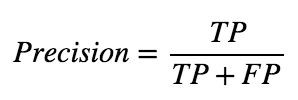 Precision = TP / (TP + FP)